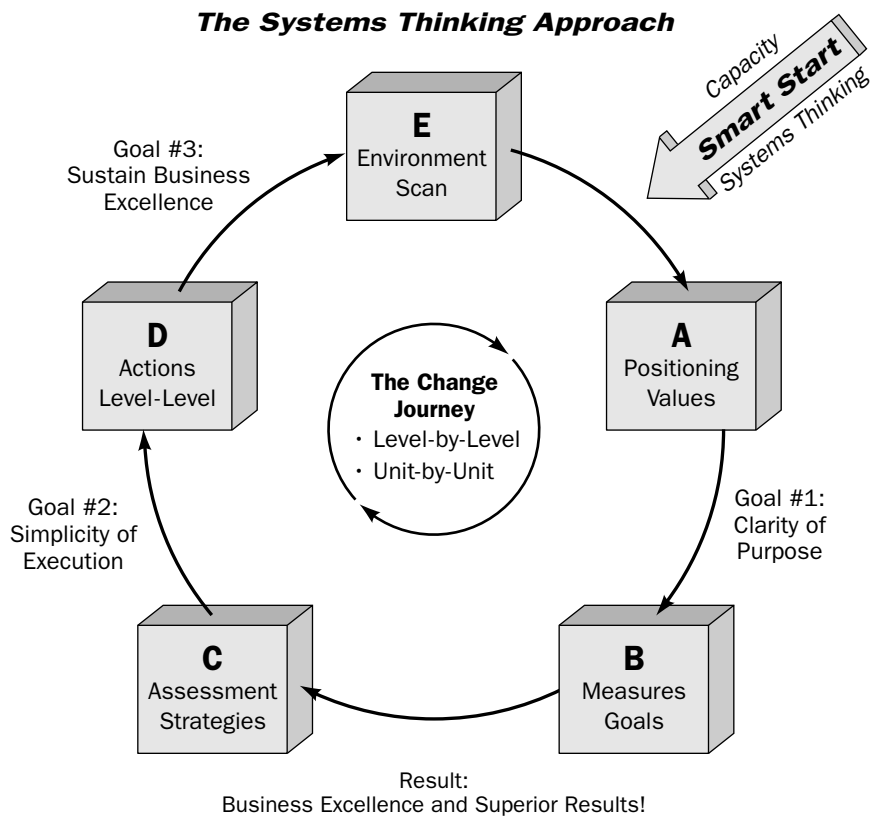 The Systems Thinking Approach
Capacity
Smart Start
Systems Thinking
E
Environment
Scan
Goal #3:
Sustain Business
Excellence
D
Actions
Level-Level
A
Positioning
Values
The Change
Journey
· Level-by-Level
· Unit-by-Unit
Goal #2:
Simplicity of
Execution
Goal #1:
Clarity of
Purpose
C
Assessment
Strategies
B
Measures
Goals
Result:
Business Excellence and Superior Results!